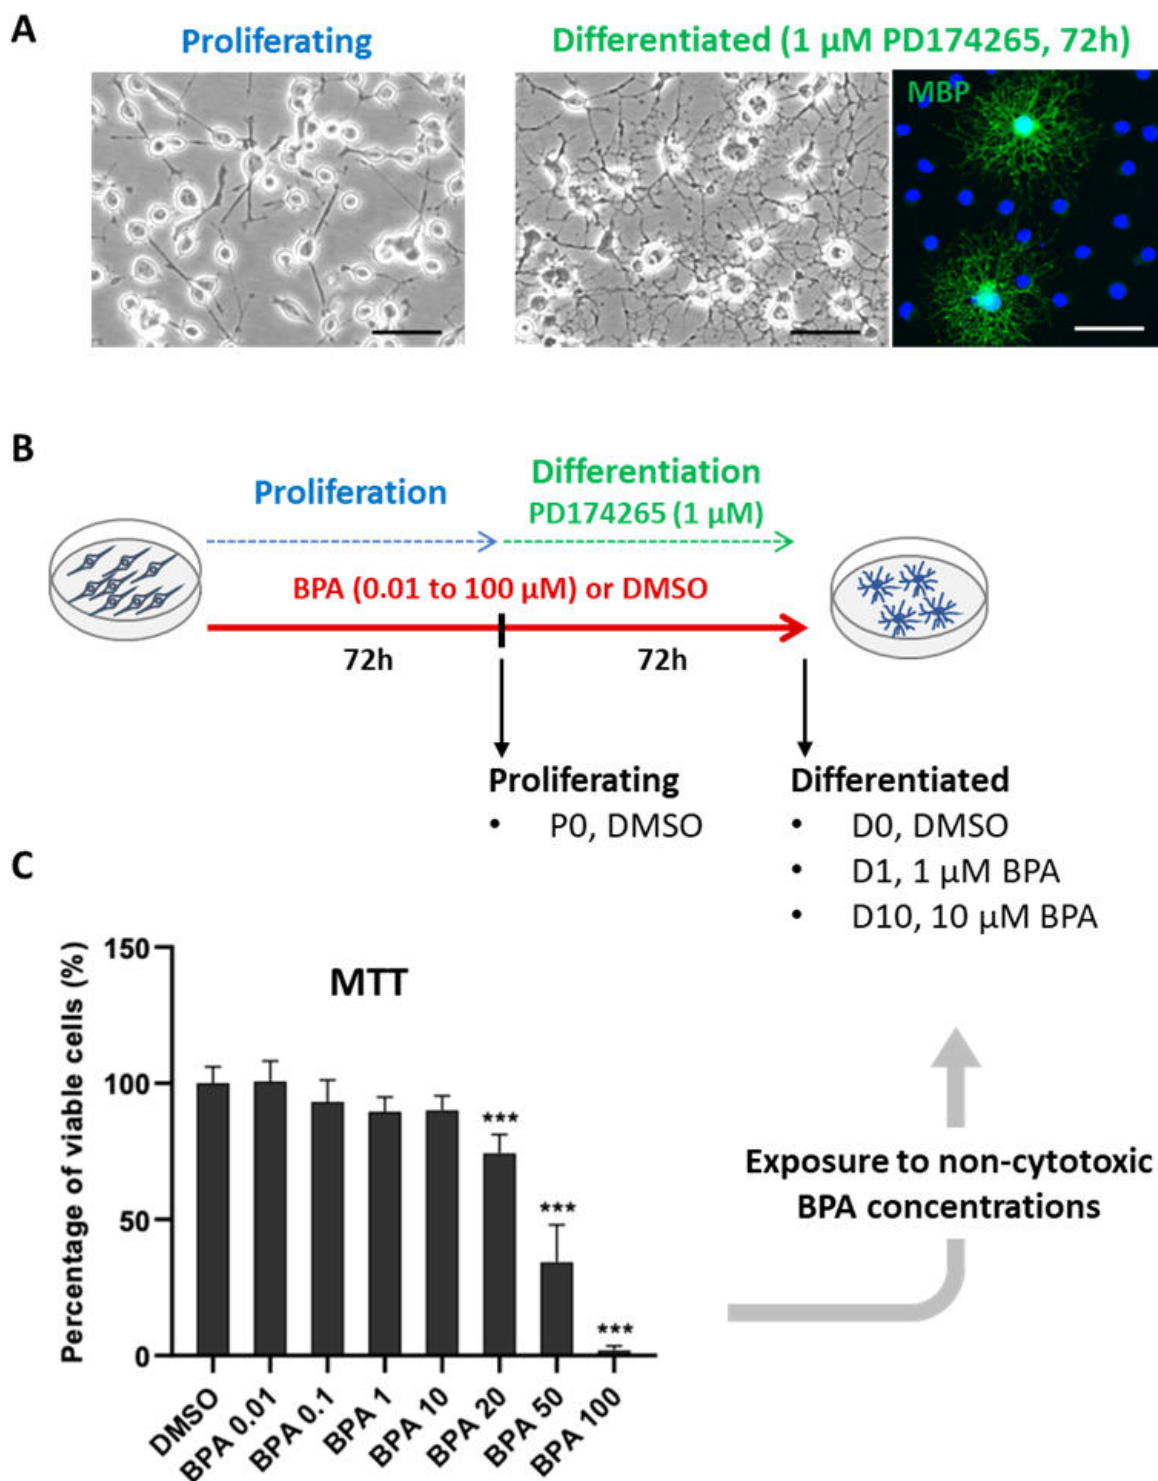 A
Proliferating
Differentiated (1 µM PD174265, 72h)
MBP
B
Proliferation
Differentiation
PD174265 (1 µM)
BPA (0.01 to 100 µM) or DMSO
72h
72h
Proliferating
• P0, DMSO
Differentiated
• D0, DMSO
• D1, 1 µM BPA
• D10, 10 µM BPA
C
MTT
Percentage of viable cells (%)
150
100
50
0
***
***
***
DMSO
BPA 0.01
BPA 0.1
BPA 1
BPA 10
BPA 20
BPA 50
BPA 100
Exposure to non-cytotoxic
BPA concentrations